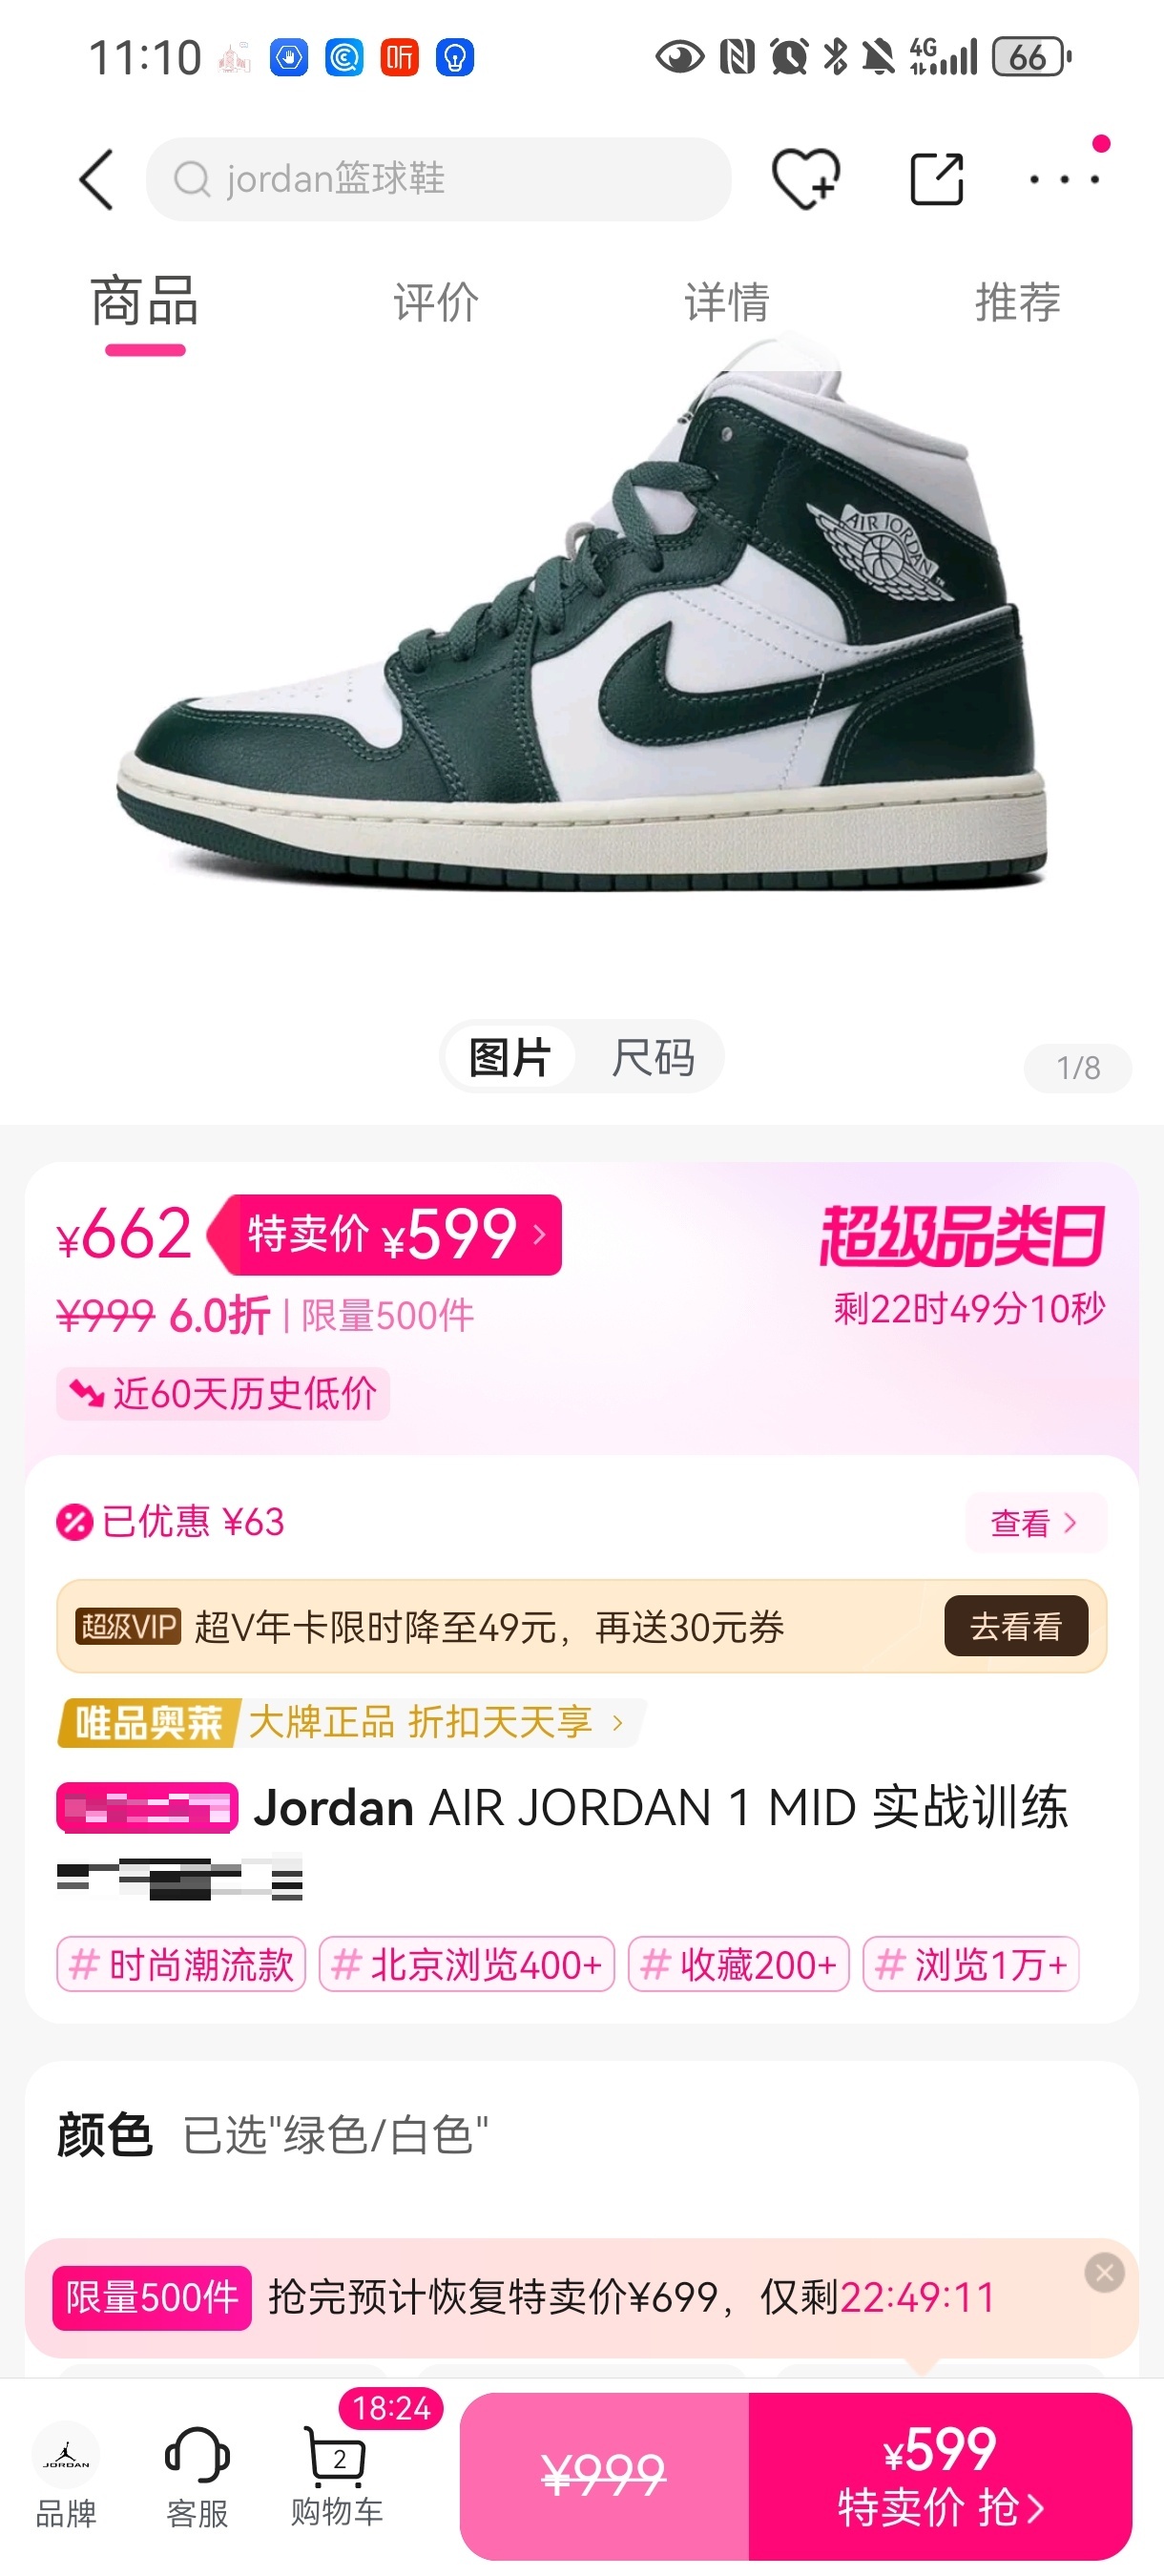 11:10 听 4G 66
jordan篮球鞋
商品 评价 详情 推荐
AIR JORDAN
图片 尺码
1/8
¥662 特卖价 ¥599
超级品类日
¥999 6.0折 | 限量500件
剩22时49分10秒
近60天历史低价
已优惠 ¥63 查看
超级VIP 超V年卡限时降至49元，再送30元券 去看看
唯品奥莱 大牌正品 折扣天天享
Jordan AIR JORDAN 1 MID 实战训练
# 时尚潮流款 # 北京浏览400+ # 收藏200+ # 浏览1万+
颜色 已选"绿色/白色"
限量500件 抢完预计恢复特卖价¥699，仅剩22:49:11
18:24
2
JORDAN
品牌 客服 购物车
¥999
¥599
特卖价 抢